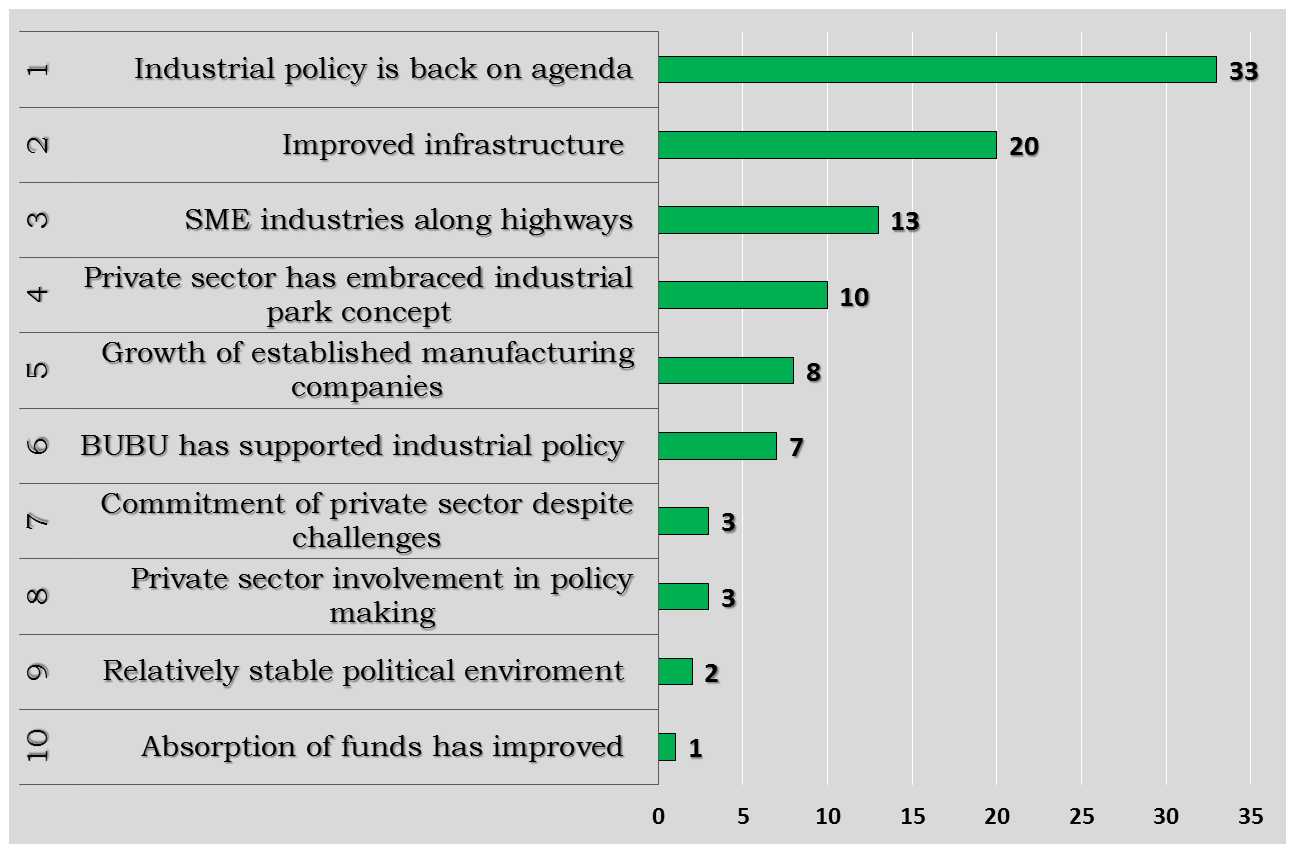 1
Industrial policy is back on agenda
33
2
Improved infrastructure
20
3
SME industries along highways
13
4
Private sector has embraced industrial
park concept
10
5
Growth of established manufacturing
companies
8
6
BUBU has supported industrial policy
7
7
Commitment of private sector despite
challenges
3
8
Private sector involvement in policy
making
3
9
Relatively stable political enviroment
2
10
Absorption of funds has improved
1
0 5 10 15 20 25 30 35